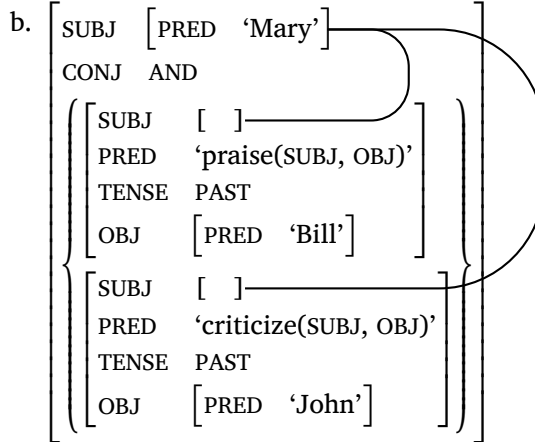 b. [SUBJ [PRED ‘Mary’]
CONJ AND
SUBJ [ ]
PRED ‘praise(SUBJ, OBJ)’
TENSE PAST
OBJ [PRED ‘Bill’]
SUBJ [ ]
PRED ‘criticize(SUBJ, OBJ)’
TENSE PAST
OBJ [PRED ‘John’]